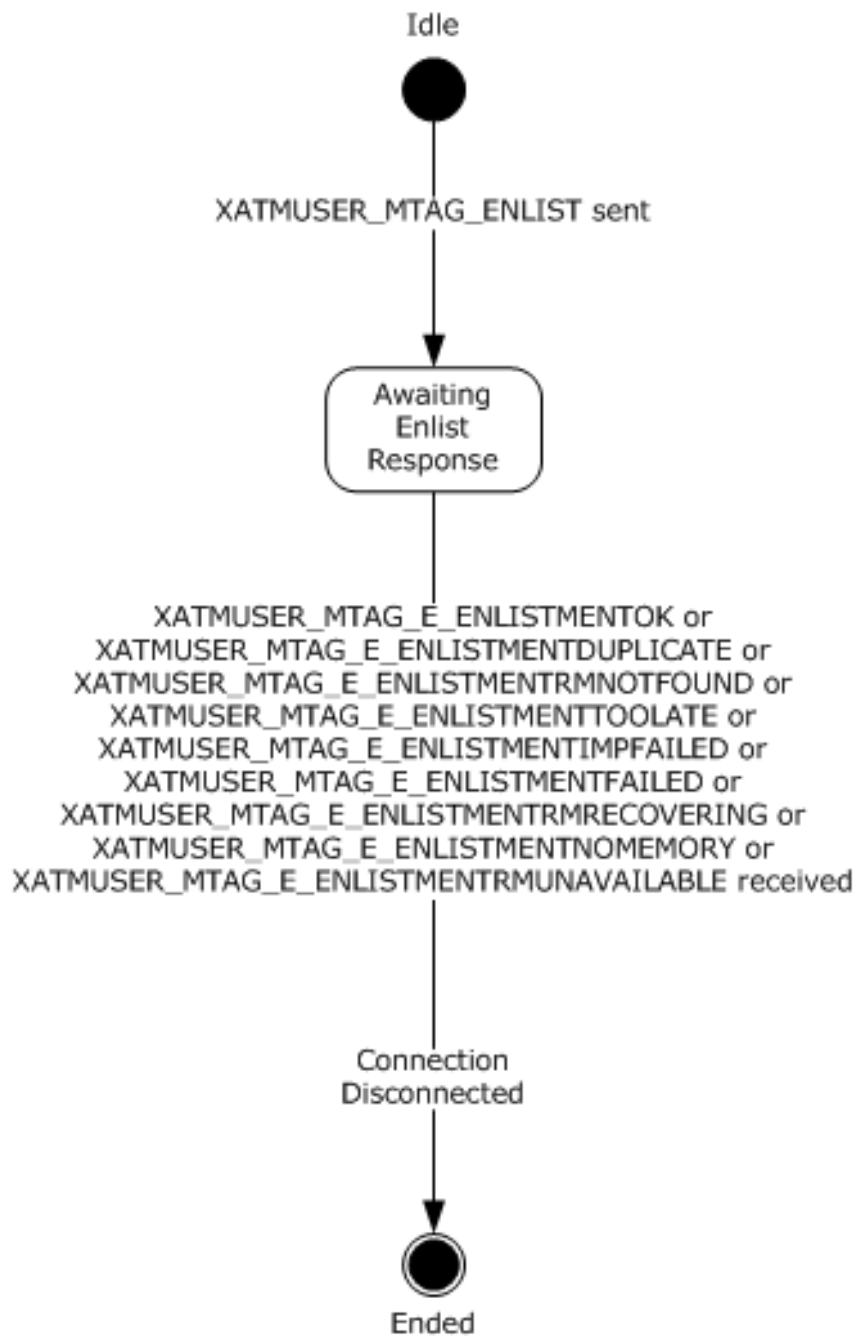 Idle
XATMUSER_MTAG_ENLIST sent
Awaiting
Enlist
Response
XATMUSER_MTAG_E_ENLISTMENTOK or
XATMUSER_MTAG_E_ENLISTMENTDUPLICATE or
XATMUSER_MTAG_E_ENLISTMENTRMNOTFOUND or
XATMUSER_MTAG_E_ENLISTMENTTOOLATE or
XATMUSER_MTAG_E_ENLISTMENTIMPFAILED or
XATMUSER_MTAG_E_ENLISTMENTFAILED or
XATMUSER_MTAG_E_ENLISTMENTRMRECOVERING or
XATMUSER_MTAG_E_ENLISTMENTNOMEMORY or
XATMUSER_MTAG_E_ENLISTMENTRMUNAVAILABLE received
Connection
Disconnected
Ended